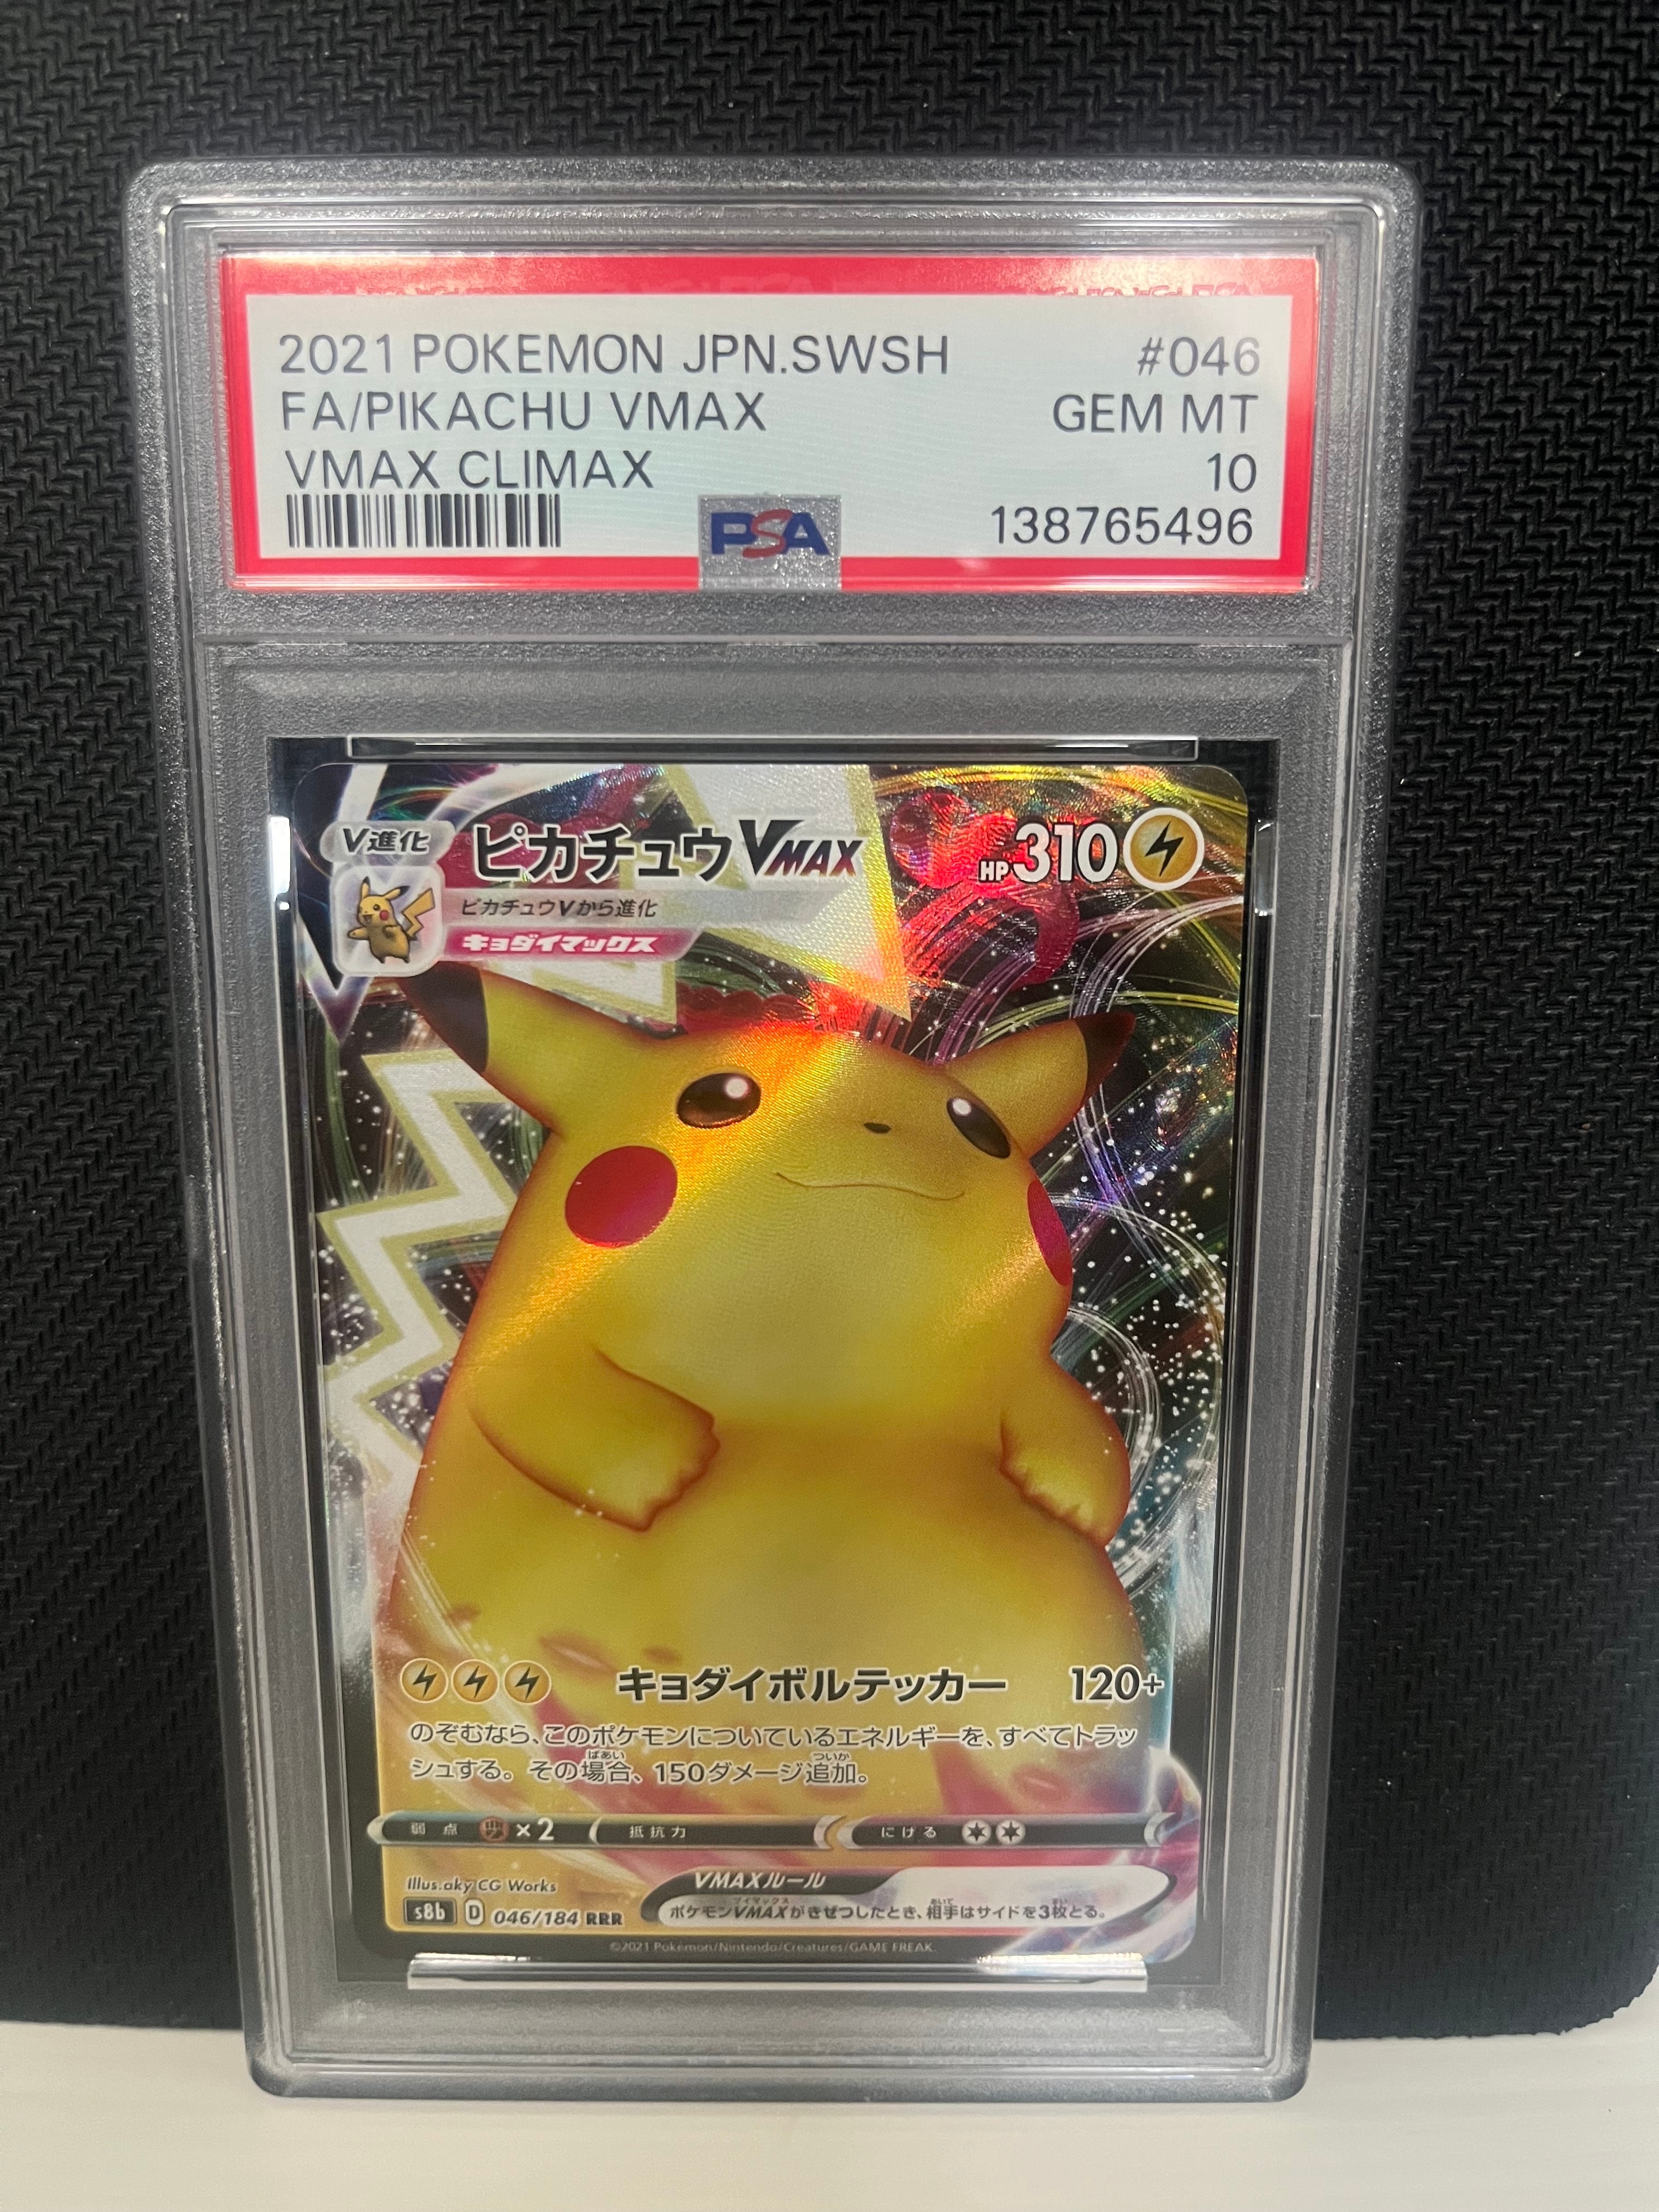 2021 POKEMON JPN.SWSH #046
FA/PIKACHU VMAX GEM MT
VMAX CLIMAX 10
PSA 138765496
V進化 ピカチュウVMAX HP310
ピカチュウVから進化
キョダイマックス
キョダイボルテッカー 120+
のぞむなら、このポケモンについているエネルギーを、すべてトラッ
シュする。その場合、150ダメージ追加。
弱点 ×2 抵抗力 にげる
Illus.aky CG Works VMAXルール
s8b D 046/184 RRR ポケモンVMAXがきぜつしたとき、相手はサイドを3枚とる。
©2021 Pokémon/Nintendo/Creatures/GAME FREAK.